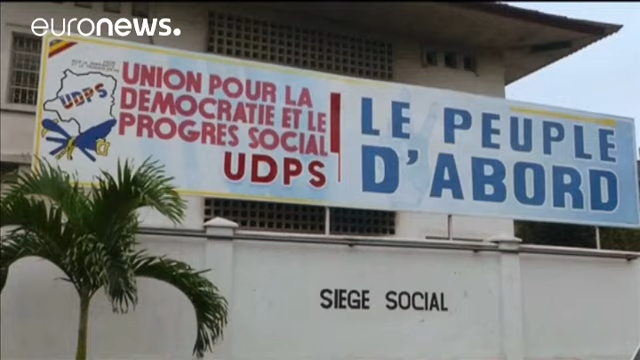 euronews.
UDPS
UNION POUR LA
DEMOCRATIE ET LE
PROGRES SOCIAL
UDPS
LE PEUPLE
D'ABORD
SIEGE SOCIAL